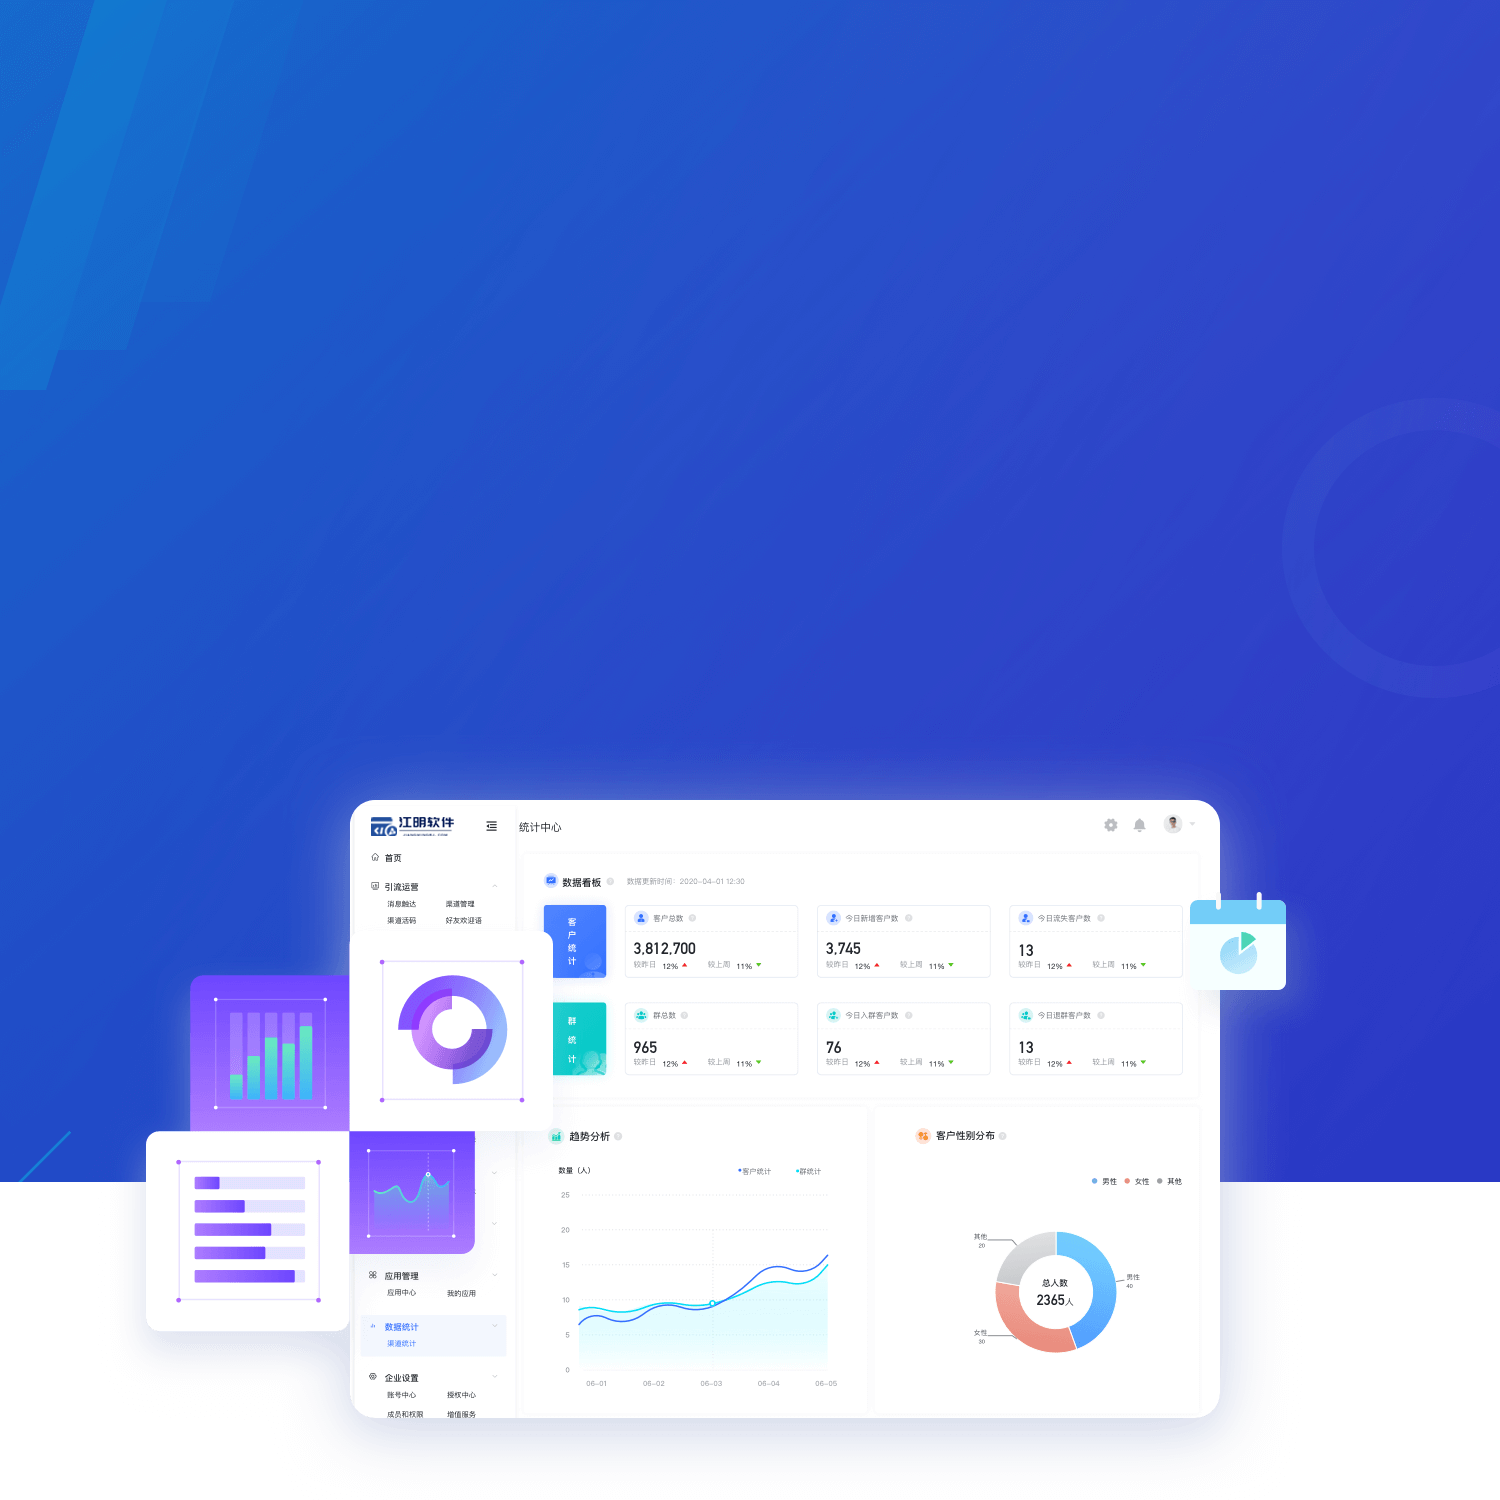 江明软件
统计中心
首页
引流运营
消息触达
渠道管理
渠道活码
好友欢迎语
应用管理
应用中心
我的应用
数据统计
渠道统计
企业设置
账号中心
授权中心
成员和权限
增值服务
数据看板
数据更新时间：2020-04-01 12:30
客户统计
客户总数
3,812,700
较昨日 12% 较上周 11%
今日新增客户数
3,745
较昨日 12% 较上周 11%
今日流失客户数
13
较昨日 12% 较上周 11%
群统计
群总数
965
较昨日 12% 较上周 11%
今日入群客户数
76
较昨日 12% 较上周 11%
今日退群客户数
13
较昨日 12% 较上周 11%
趋势分析
数量（人）
客户统计
群统计
25
20
15
10
5
0
06-01
06-02
06-03
06-04
06-05
客户性别分布
男性
女性
其他
其他
20
男性
40
女性
30
总人数
2365人